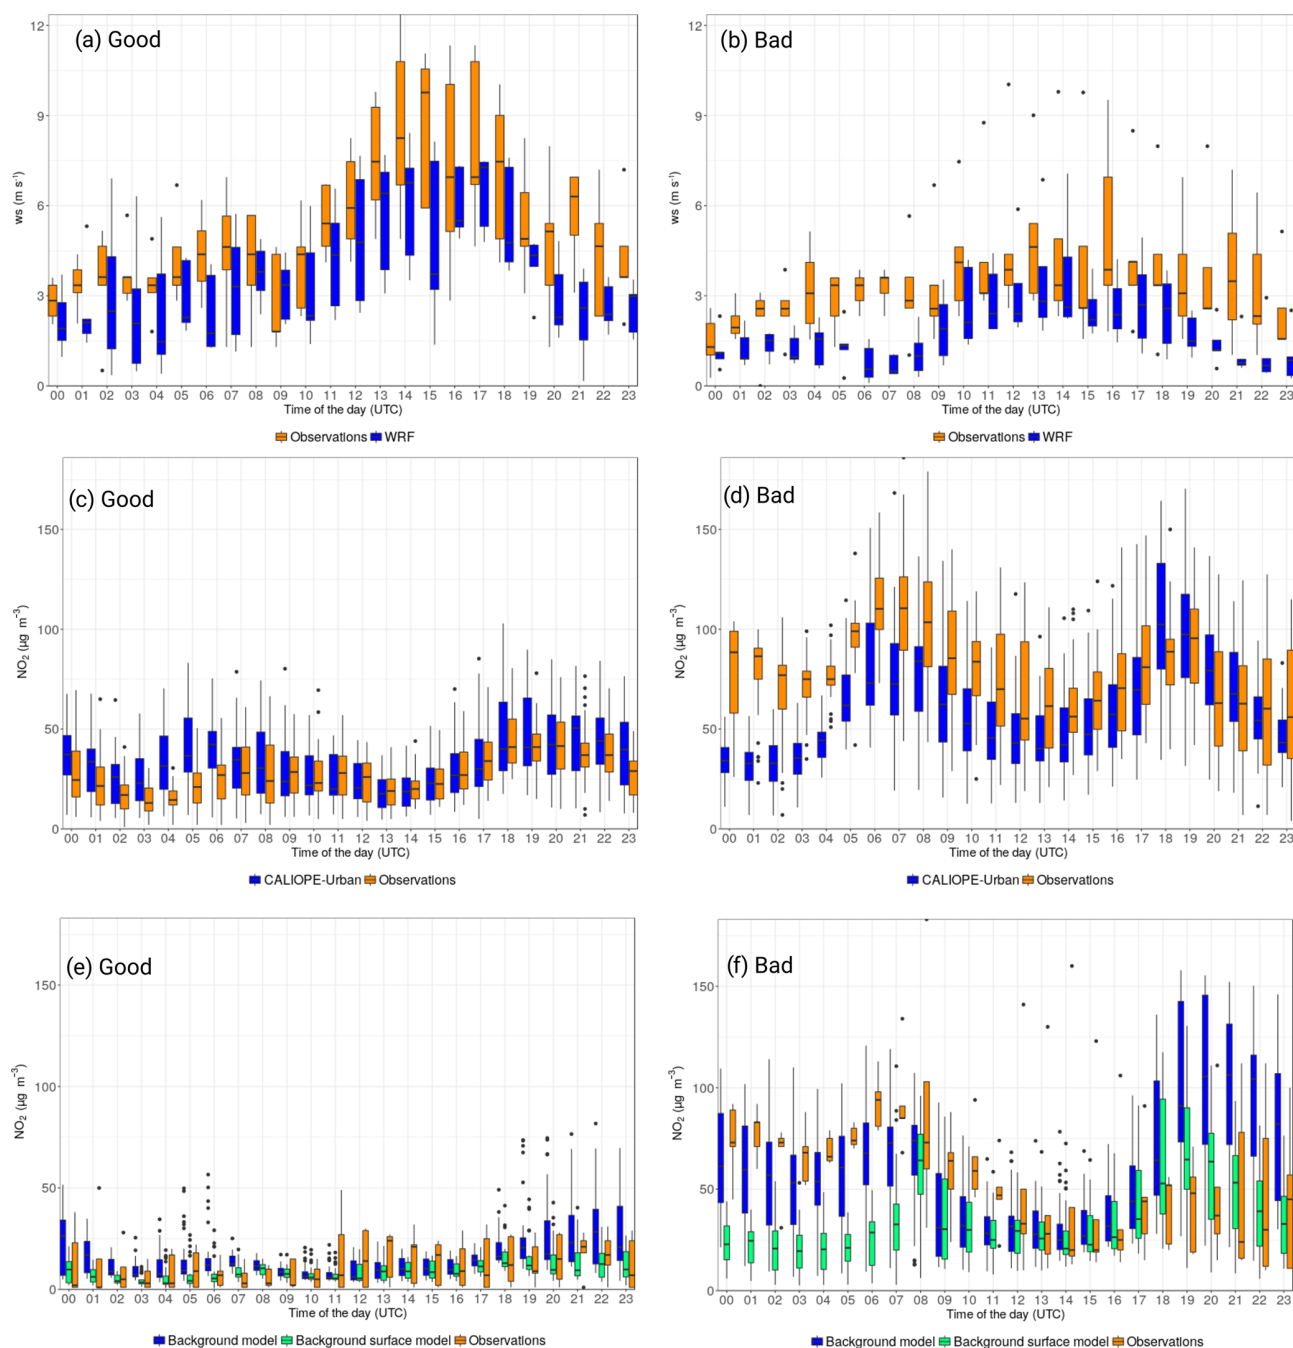 (a) Good
12
9
6
3
0
ws (m s⁻¹)
00 01 02 03 04 05 06 07 08 09 10 11 12 13 14 15 16 17 18 19 20 21 22 23
Time of the day (UTC)
Observations WRF
(b) Bad
12
9
6
3
0
ws (m s¹)
00 01 02 03 04 05 06 07 08 09 10 11 12 13 14 15 16 17 18 19 20 21 22 23
Time of the day (UTC)
Observations WRF
(c) Good
150
100
50
0
NO₂ (µg m⁻³)
00 01 02 03 04 05 06 07 08 09 10 11 12 13 14 15 16 17 18 19 20 21 22 23
Time of the day (UTC)
CALIOPE-Urban Observations
(d) Bad
150
100
50
0
NO₂ (µg m⁻³)
00 01 02 03 04 05 06 07 08 09 10 11 12 13 14 15 16 17 18 19 20 21 22 23
Time of the day (UTC)
CALIOPE-Urban Observations
(e) Good
150
100
50
0
NO₂ (µg m⁻³)
00 01 02 03 04 05 06 07 08 09 10 11 12 13 14 15 16 17 18 19 20 21 22 23
Time of the day (UTC)
Background model Background surface model Observations
(f) Bad
150
100
50
0
NO₂ (µg m⁻³)
00 01 02 03 04 05 06 07 08 09 10 11 12 13 14 15 16 17 18 19 20 21 22 23
Time of the day (UTC)
Background model Background surface model Observations